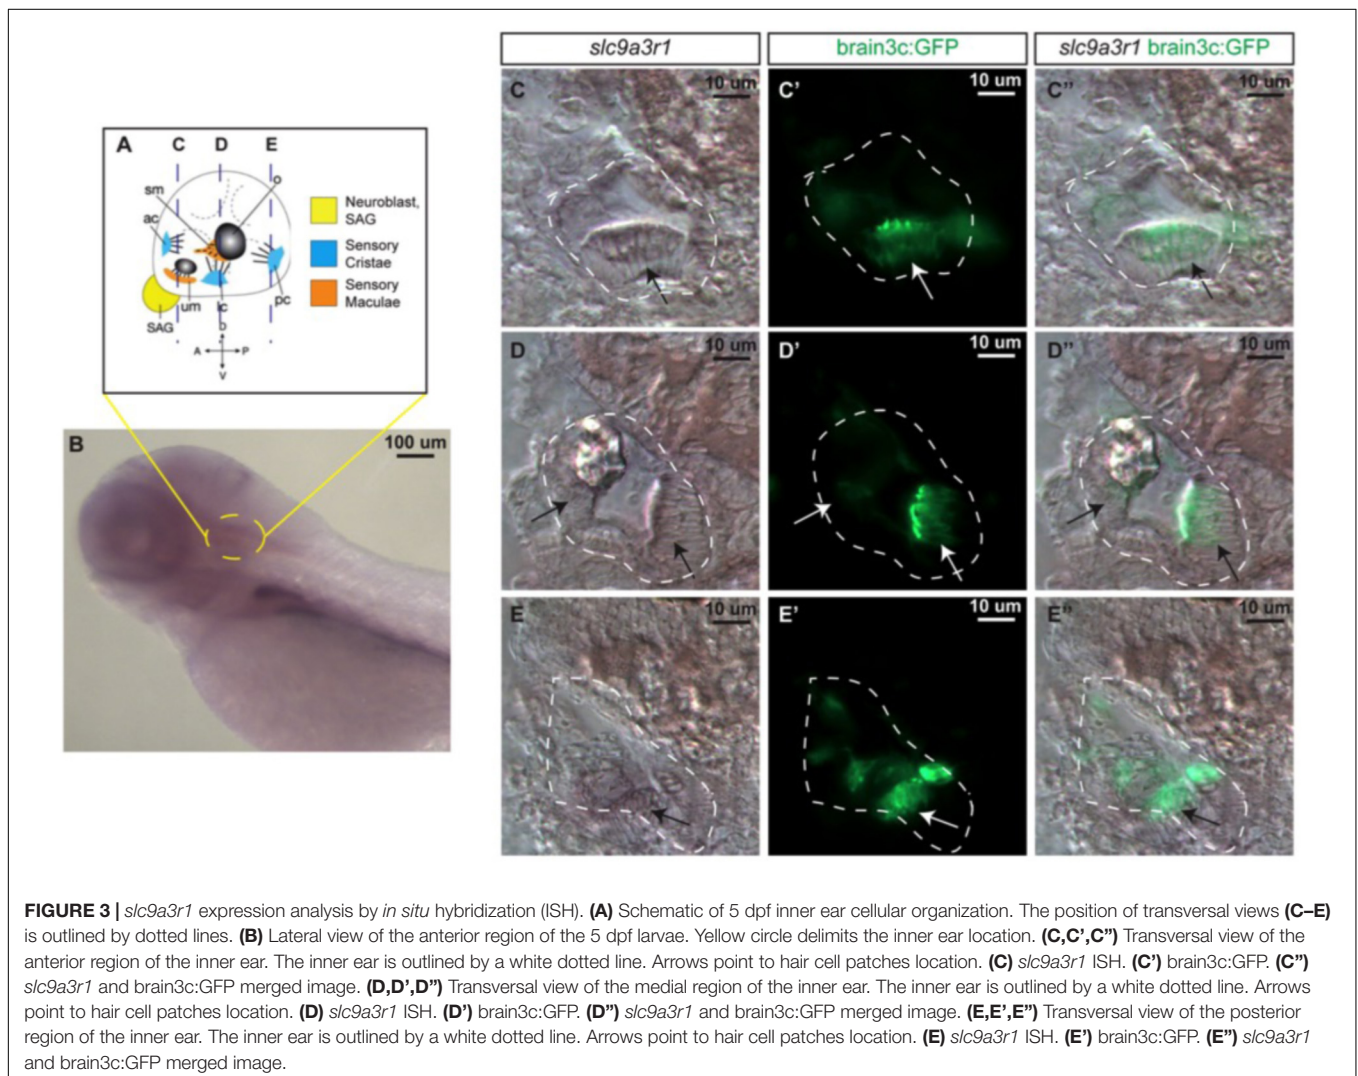 slc9a3r1
brain3c:GFP
slc9a3r1 brain3c:GFP
A
C
D
E
sm
o
ac
um
lc
pc
SAG
b
A
P
V
Neuroblast,
SAG
Sensory
Cristae
Sensory
Maculae
B
100 um
C
10 um
C’
10 um
C”
10 um
D
10 um
D’
10 um
D”
10 um
E
10 um
E’
10 um
E”
10 um
FIGURE 3 | slc9a3r1 expression analysis by in situ hybridization (ISH). (A) Schematic of 5 dpf inner ear cellular organization. The position of transversal views (C–E)
is outlined by dotted lines. (B) Lateral view of the anterior region of the 5 dpf larvae. Yellow circle delimits the inner ear location. (C,C’,C”) Transversal view of the
anterior region of the inner ear. The inner ear is outlined by a white dotted line. Arrows point to hair cell patches location. (C) slc9a3r1 ISH. (C’) brain3c:GFP. (C”)
slc9a3r1 and brain3c:GFP merged image. (D,D’,D”) Transversal view of the medial region of the inner ear. The inner ear is outlined by a white dotted line. Arrows
point to hair cell patches location. (D) slc9a3r1 ISH. (D’) brain3c:GFP. (D”) slc9a3r1 and brain3c:GFP merged image. (E,E’,E”) Transversal view of the posterior
region of the inner ear. The inner ear is outlined by a white dotted line. Arrows point to hair cell patches location. (E) slc9a3r1 ISH. (E’) brain3c:GFP. (E”) slc9a3r1
and brain3c:GFP merged image.